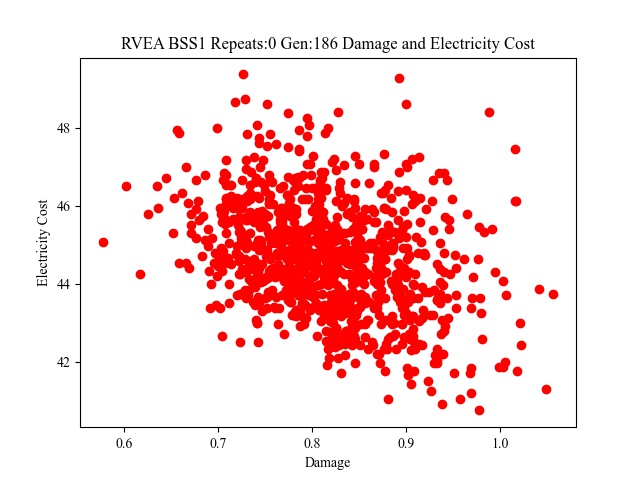 RVEA BSS1 Repeats:0 Gen:186 Damage and Electricity Cost
48
46
44
42
Electricity Cost
0.6 0.7 0.8 0.9 1.0
Damage